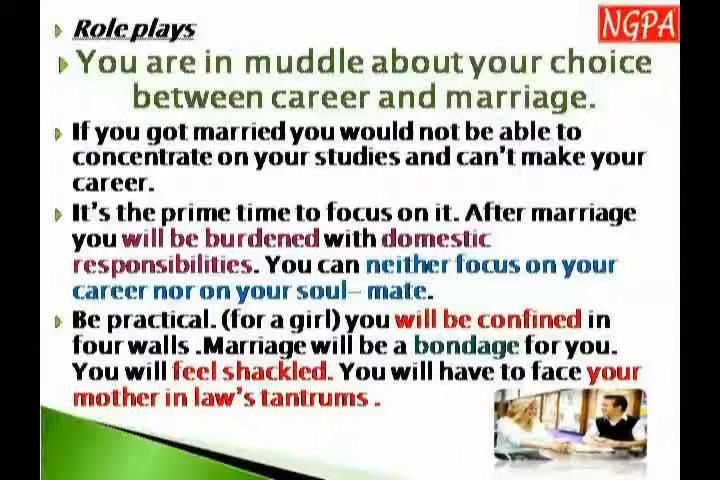 Role plays
NGPA
You are in muddle about your choice
between career and marriage.
If you got married you would not be able to
concentrate on your studies and can't make your
career.
It's the prime time to focus on it. After marriage
you will be burdened with domestic
responsibilities. You can neither focus on your
career nor on your soul– mate.
Be practical. (for a girl) you will be confined in
four walls .Marriage will be a bondage for you.
You will feel shackled. You will have to face your
mother in law's tantrums .